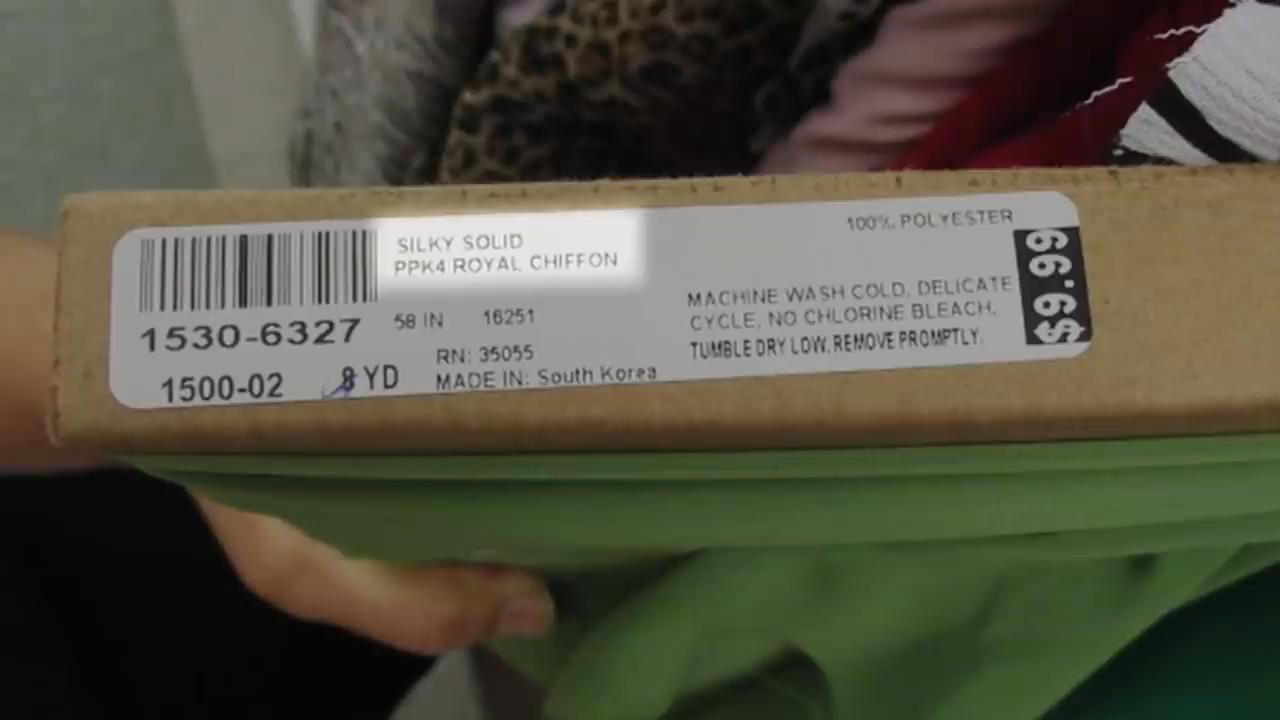 SILKY SOLID
PPK4 ROYAL CHIFFON
100% POLYESTER
$9.99
1530-6327
58 IN 16251
MACHINE WASH COLD, DELICATE
CYCLE, NO CHLORINE BLEACH,
TUMBLE DRY LOW. REMOVE PROMPTLY.
RN: 35055
1500-02 8 YD
MADE IN: South Korea